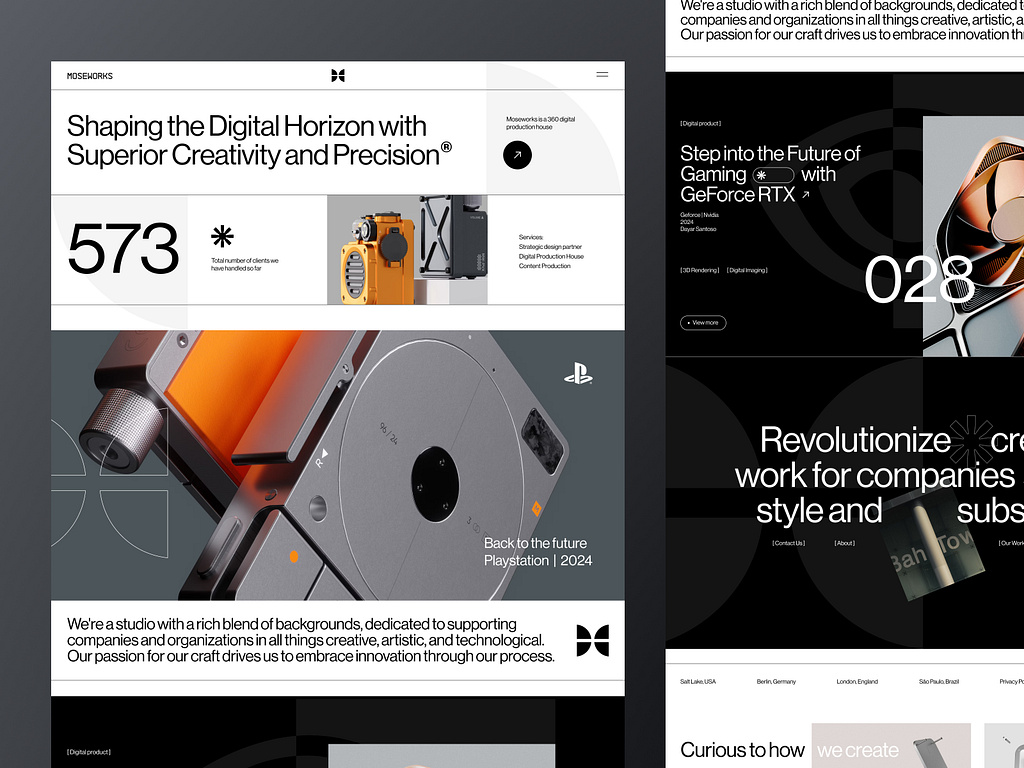 MOSEWORKS
Shaping the Digital Horizon with
Superior Creativity and Precision®
Moseworks is a 360 digital
production house
573
Total number of clients we
have handled so far
Services:
Strategic design partner
Digital Production House
Content Production
96 / 24
R
Back to the future
Playstation | 2024
We're a studio with a rich blend of backgrounds, dedicated to supporting
companies and organizations in all things creative, artistic, and technological.
Our passion for our craft drives us to embrace innovation through our process.
[ Digital product ]
We're a studio with a rich blend of backgrounds, dedicated t
companies and organizations in all things creative, artistic, a
Our passion for our craft drives us to embrace innovation th
[ Digital product ]
Step into the Future of
Gaming with
GeForce RTX
Geforce | Nvidia
2024
Dayar Santoso
[ 3D Rendering ] [ Digital Imaging ]
028
View more
Revolutionize cre
work for companies
style and subs
[ Contact Us ] [ About ] [ Our Work
Bah Tow
Salt Lake, USA Berlin, Germany London, England São Paulo, Brazil Privacy Po
Curious to how we create